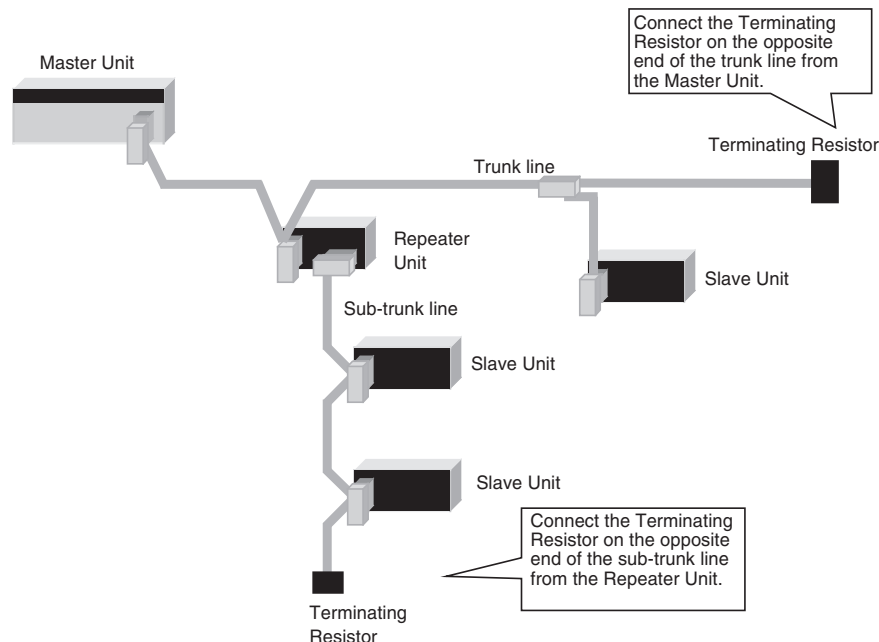 Connect the Terminating
Resistor on the opposite
end of the trunk line from
the Master Unit.
Master Unit
Terminating Resistor
Trunk line
Repeater
Unit
Slave Unit
Sub-trunk line
Slave Unit
Slave Unit
Connect the Terminating
Resistor on the opposite
end of the sub-trunk line
from the Repeater Unit.
Terminating
Resistor